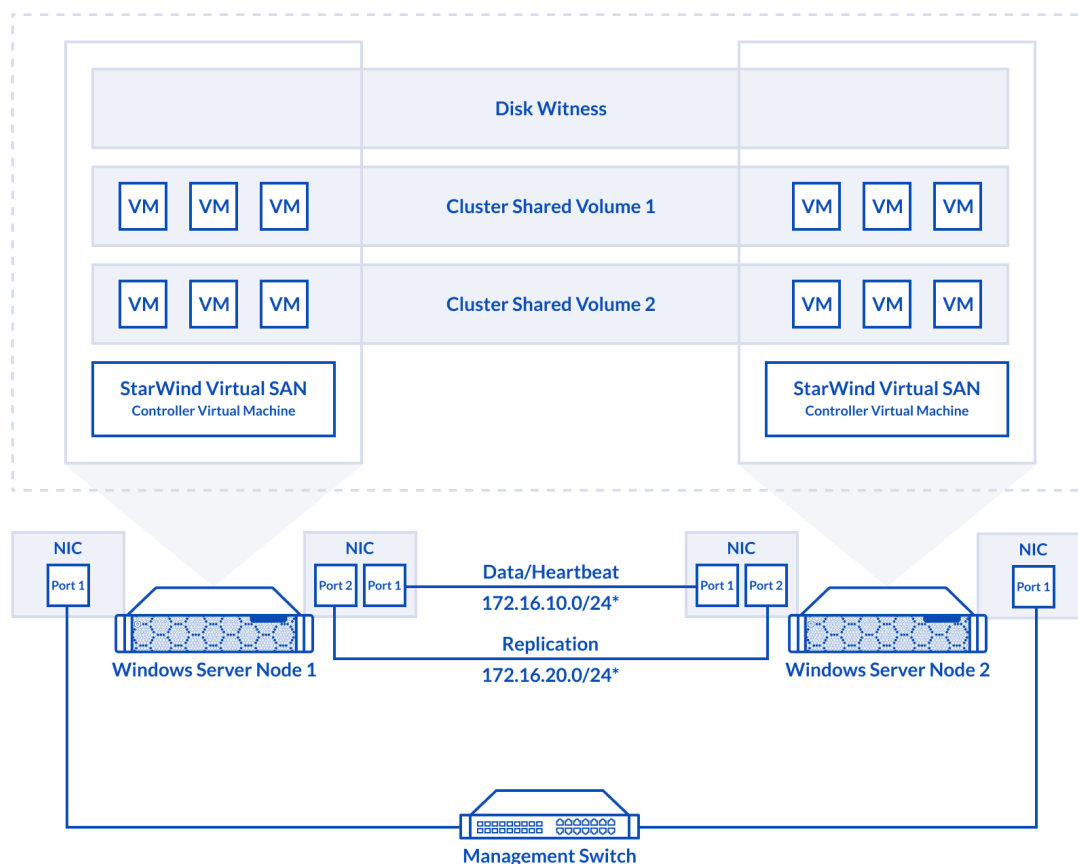 Disk Witness
VM VM VM Cluster Shared Volume 1 VM VM VM
VM VM VM Cluster Shared Volume 2 VM VM VM
StarWind Virtual SAN
Controller Virtual Machine
StarWind Virtual SAN
Controller Virtual Machine
NIC
Port 1
NIC
Port 2 Port 1
Data/Heartbeat
172.16.10.0/24*
Replication
172.16.20.0/24*
NIC
Port 1 Port 2
NIC
Port 1
Windows Server Node 1
Windows Server Node 2
Management Switch